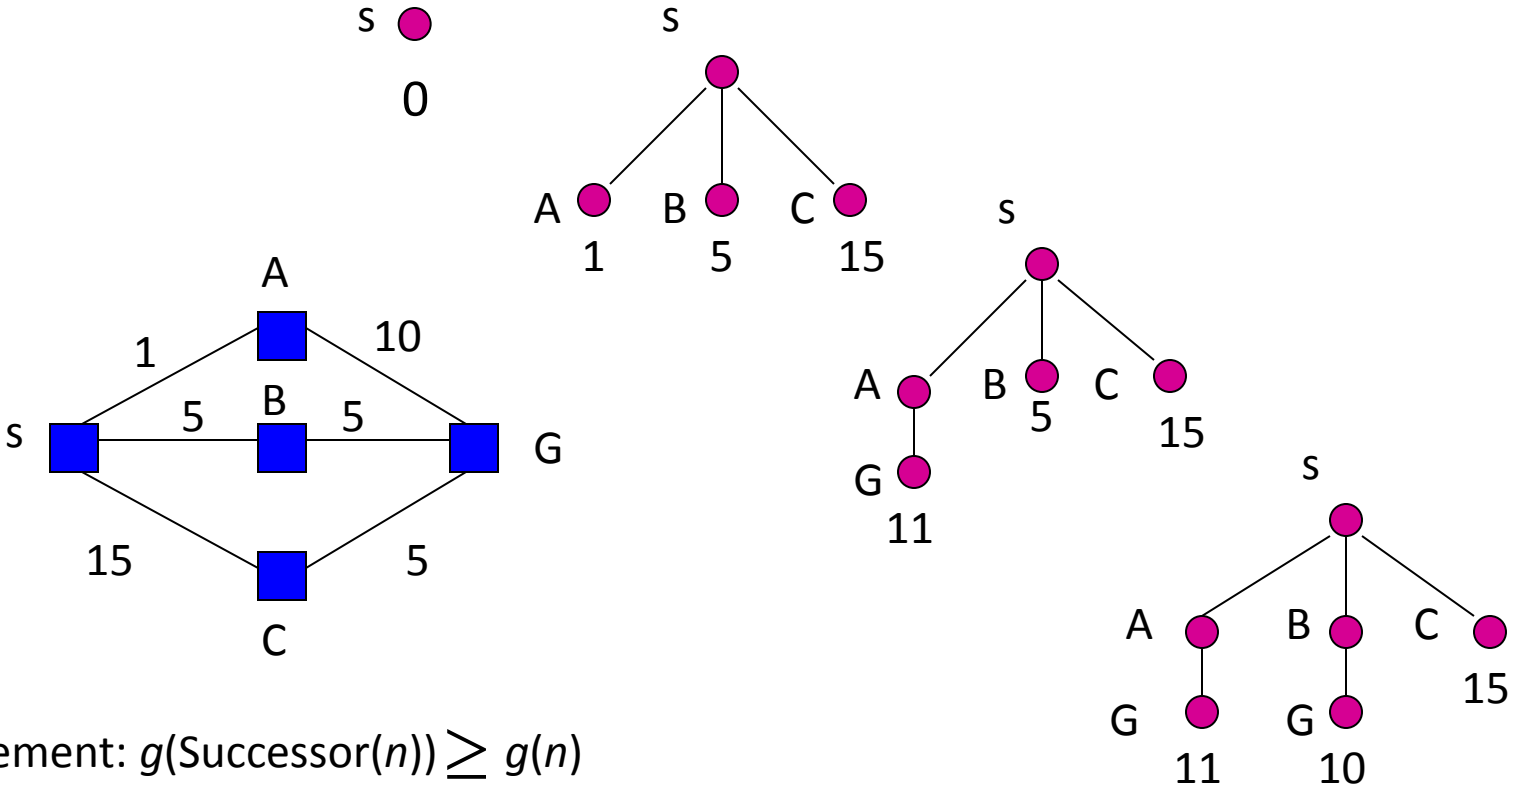 s
0
s
A B C
1 5 15
s
A B C
5 15
G
11
A
1 10
B
5 5
s G
15 5
C
s
A B C
15
G G
11 10
ement: g(Successor(n)) ≥ g(n)